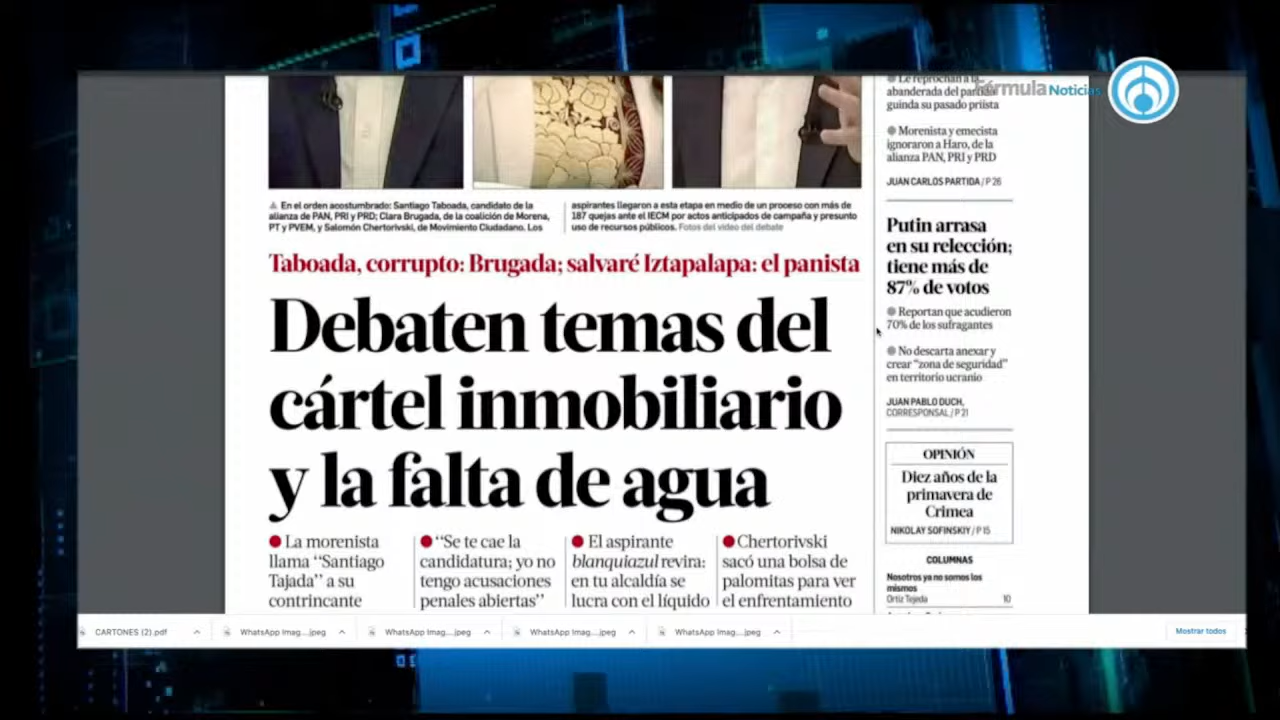 Fórmula Noticias
En el orden acostumbrado: Santiago Taboada, candidato de la
alianza de PAN, PRI y PRD; Clara Brugada, de la coalición de Morena,
PT y PVEM, y Salomón Chertorivski, de Movimiento Ciudadano. Los
aspirantes llegaron a esta etapa en medio de un proceso con más de
187 quejas ante el IECM por actos anticipados de campaña y presunto
uso de recursos públicos. Fotos del video del debate
Taboada, corrupto: Brugada; salvaré Iztapalapa: el panista
Debaten temas del
cártel inmobiliario
y la falta de agua
La morenista
llama “Santiago
Tajada” a su
contrincante
“Se te cae la
candidatura; yo no
tengo acusaciones
penales abiertas”
El aspirante
blanquiazul revira:
en tu alcaldía se
lucra con el líquido
Chertorivski
sacó una bolsa de
palomitas para ver
el enfrentamiento
Le reprochan a la
abanderada del partido
guinda su pasado priista
Morenista y emecista
ignoraron a Haro, de la
alianza PAN, PRI y PRD
JUAN CARLOS PARTIDA / P 26
Putin arrasa
en su relección;
tiene más de
87% de votos
Reportan que acudieron
70% de los sufragantes
No descarta anexar y
crear “zona de seguridad”
en territorio ucranio
JUAN PABLO DUCH,
CORRESPONSAL / P 21
OPINIÓN
Diez años de la
primavera de
Crimea
NIKOLAY SOFINSKIY / P 15
COLUMNAS
Nosotros ya no somos los
mismos
Ortiz Tejeda 10
CARTONES (2).pdf
WhatsApp Imag....jpeg
WhatsApp Imag....jpeg
WhatsApp Imag....jpeg
WhatsApp Imag....jpeg
Mostrar todos